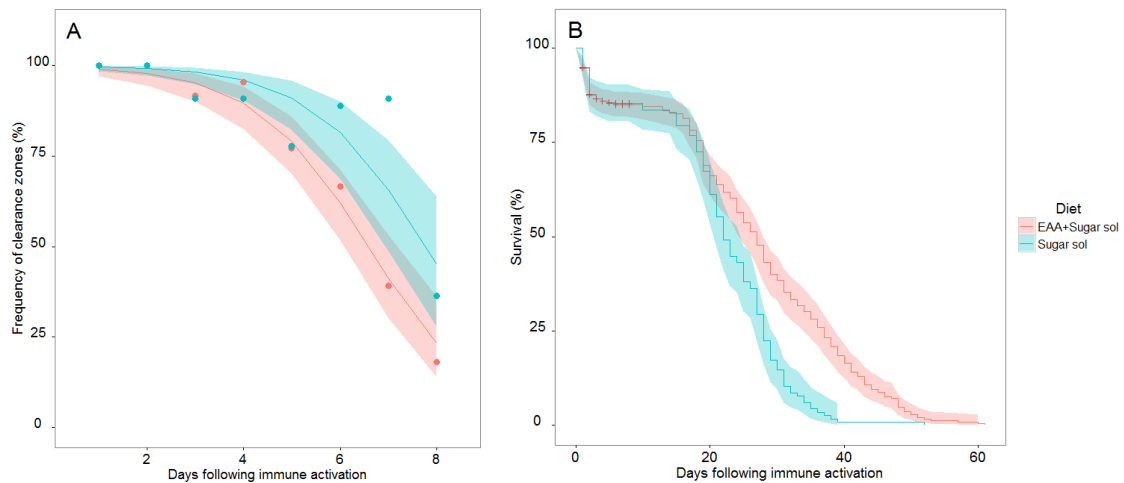 A
Frequency of clearance zones (%)
100
75
50
25
0
2
4
6
8
Days following immune activation
B
Survival (%)
100
75
50
25
0
0
20
40
60
Days following immune activation
Diet
EAA+Sugar sol
Sugar sol